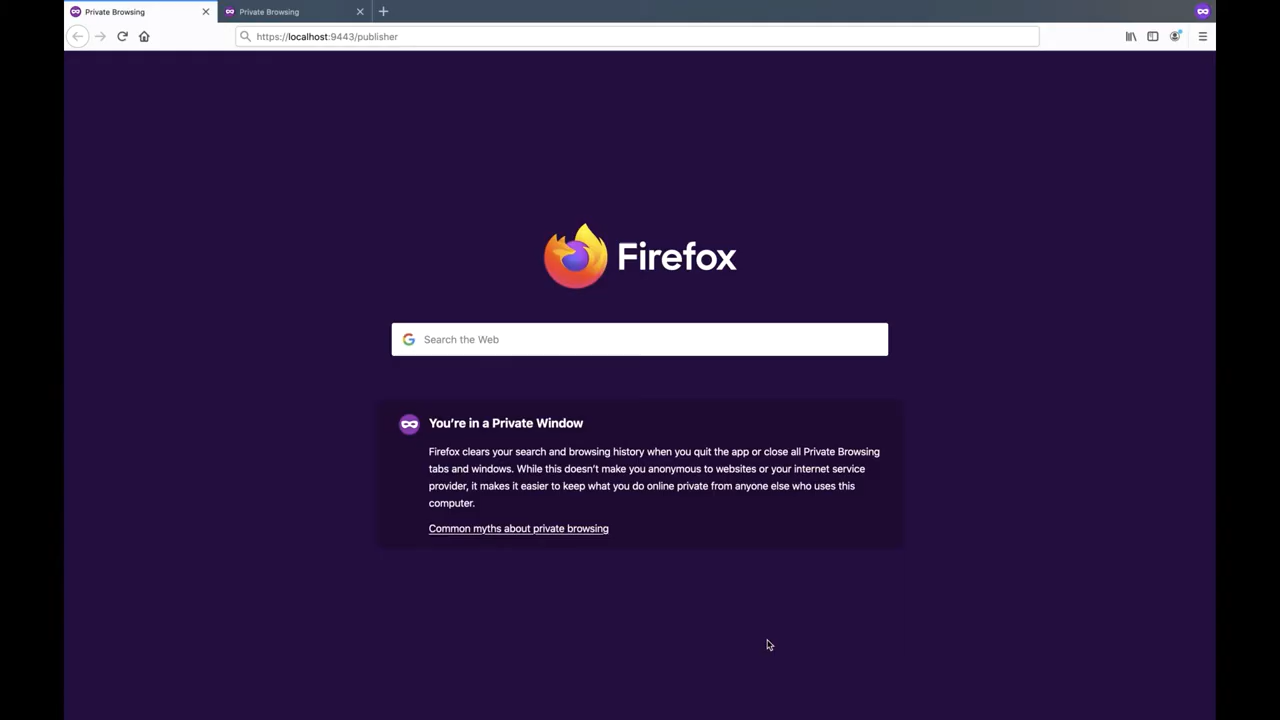 Private Browsing
Private Browsing
https://localhost:9443/publisher
Firefox
Search the Web
You're in a Private Window
Firefox clears your search and browsing history when you quit the app or close all Private Browsing
tabs and windows. While this doesn't make you anonymous to websites or your internet service
provider, it makes it easier to keep what you do online private from anyone else who uses this
computer.
Common myths about private browsing